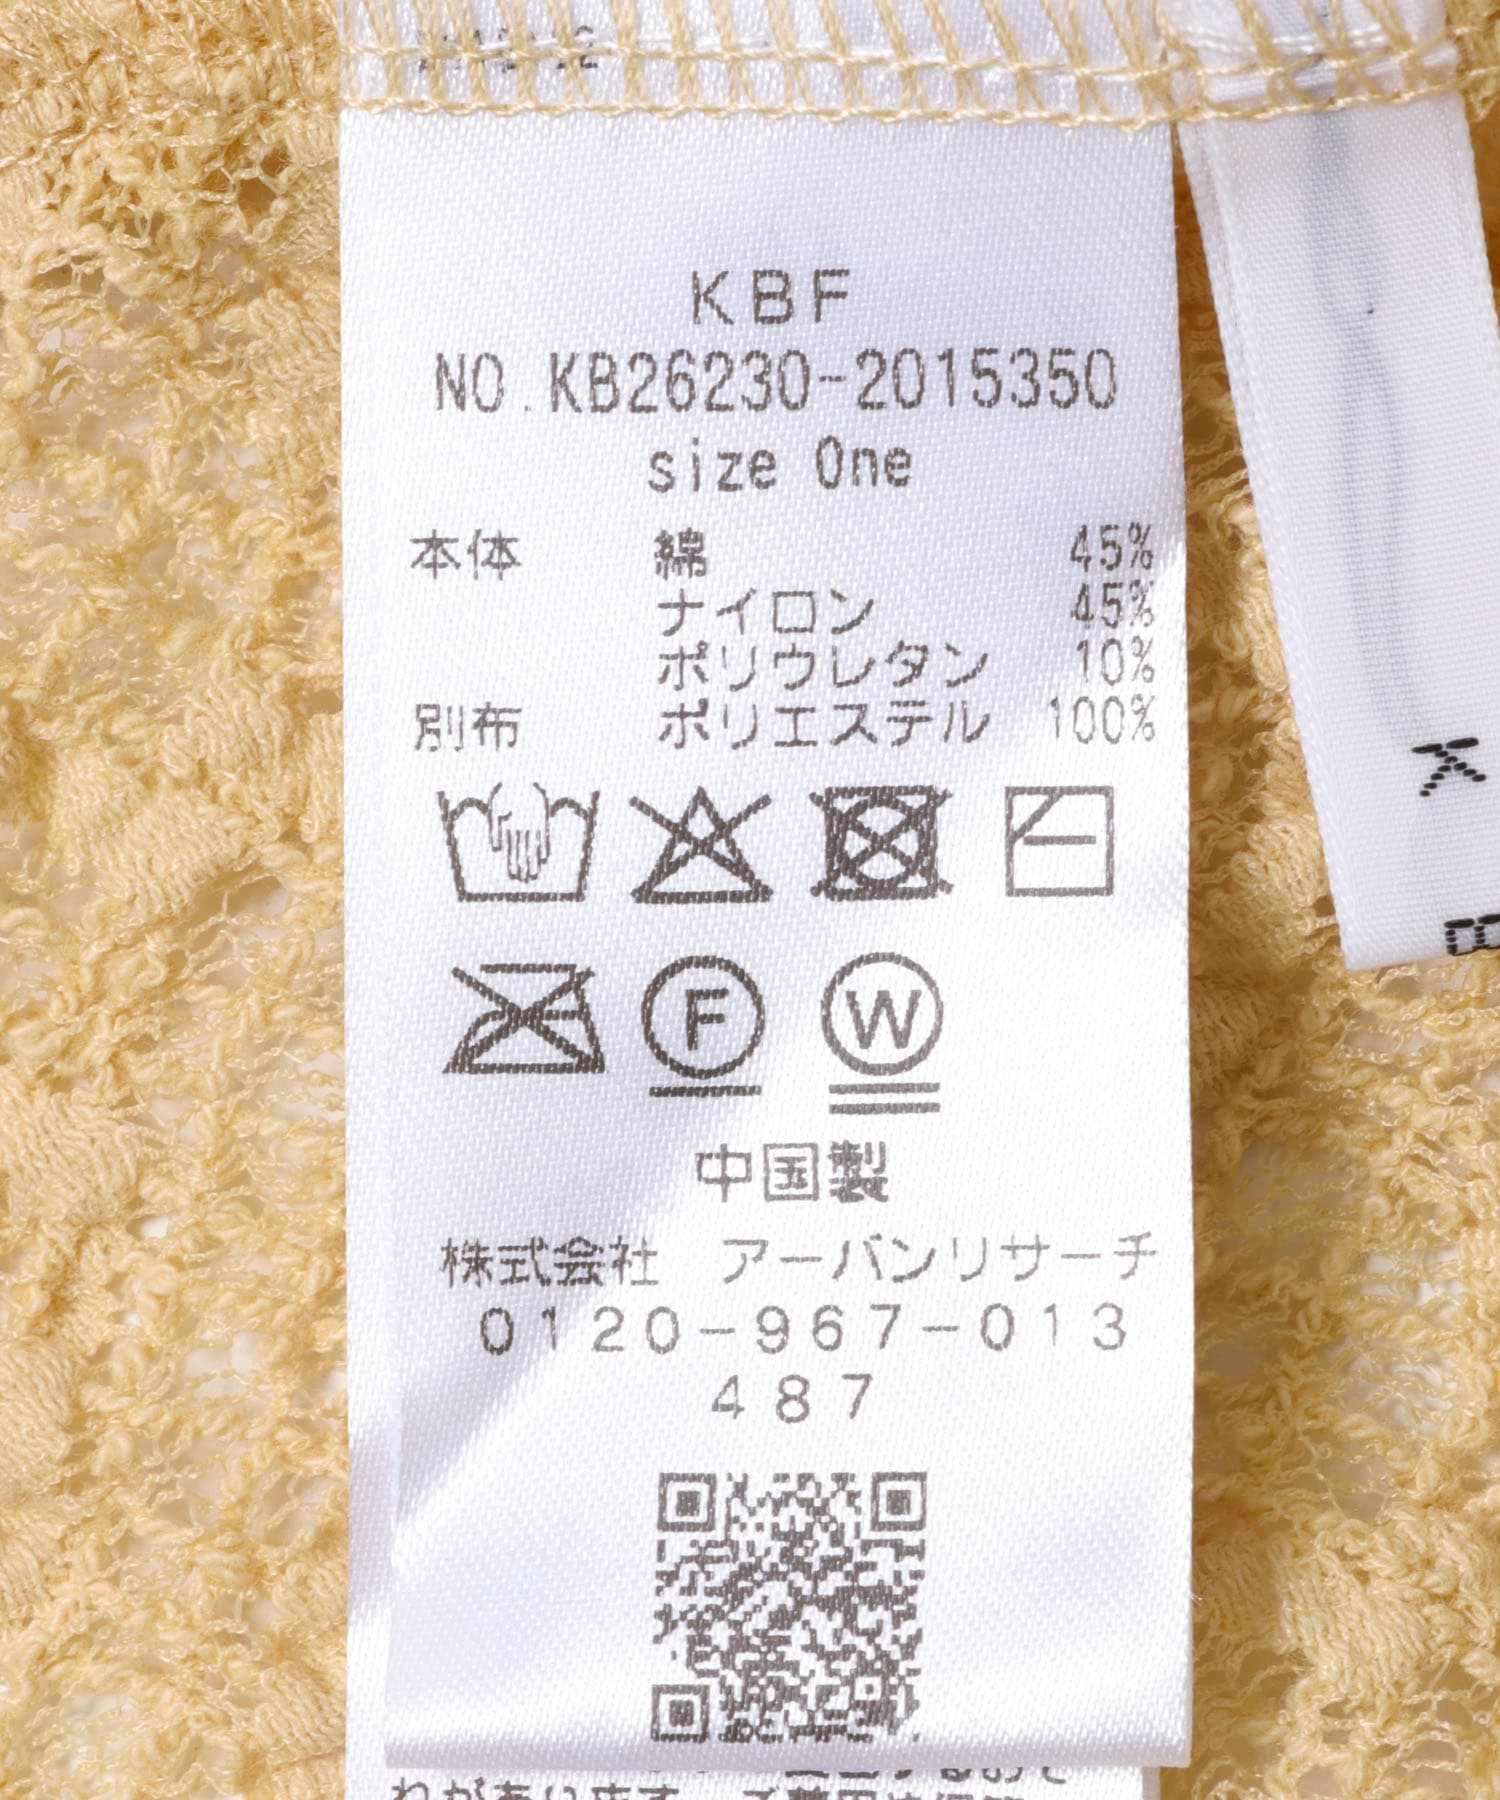 KBF
NO.KB26230-2015350
size One
本体 綿 45%
ナイロン 45%
ポリウレタン 10%
別布 ポリエステル 100%
F W
中国製
株式会社 アーバンリサーチ
0120-967-013
487
K
B